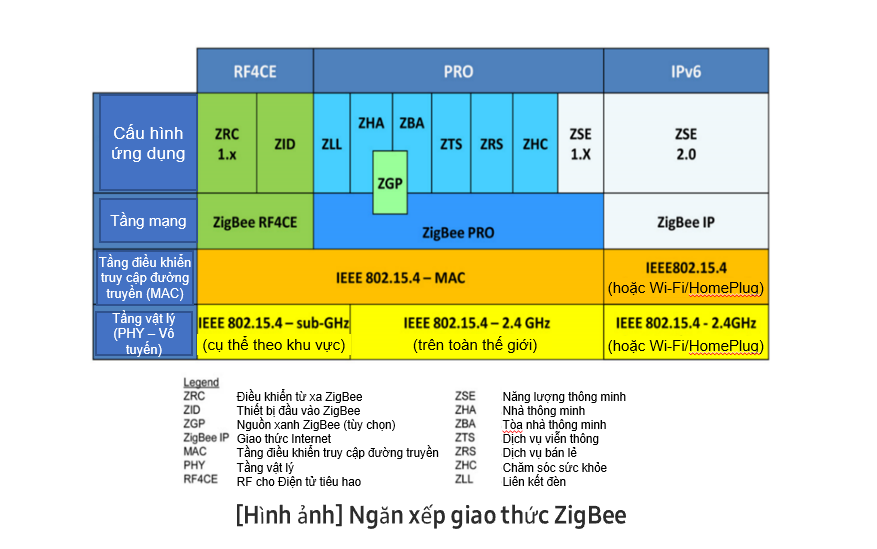 RF4CE PRO IPv6
Cấu hình
ứng dụng
ZRC
1.x
ZID
ZLL
ZHA
ZBA
ZGP
ZTS
ZRS
ZHC
ZSE
1.X
ZSE
2.0
Tầng mạng
ZigBee RF4CE
ZigBee PRO
ZigBee IP
Tầng điều khiển
truy cập đường
truyền (MAC)
IEEE 802.15.4 – MAC
IEEE802.15.4
(hoặc Wi-Fi/HomePlug)
Tầng vật lý
(PHY – Vô
tuyến)
IEEE 802.15.4 – sub-GHz
(cụ thể theo khu vực)
IEEE 802.15.4 – 2.4 GHz
(trên toàn thế giới)
IEEE 802.15.4 - 2.4GHz
(hoặc Wi-Fi/HomePlug)
Legend
ZRC Điều khiển từ xa ZigBee
ZID Thiết bị đầu vào ZigBee
ZGP Nguồn xanh ZigBee (tùy chọn)
ZigBee IP Giao thức Internet
MAC Tầng điều khiển truy cập đường truyền
PHY Tầng vật lý
RF4CE RF cho Điện tử tiêu hao
ZSE Năng lượng thông minh
ZHA Nhà thông minh
ZBA Tòa nhà thông minh
ZTS Dịch vụ viễn thông
ZRS Dịch vụ bán lẻ
ZHC Chăm sóc sức khỏe
ZLL Liên kết đèn
[Hình ảnh] Ngăn xếp giao thức ZigBee